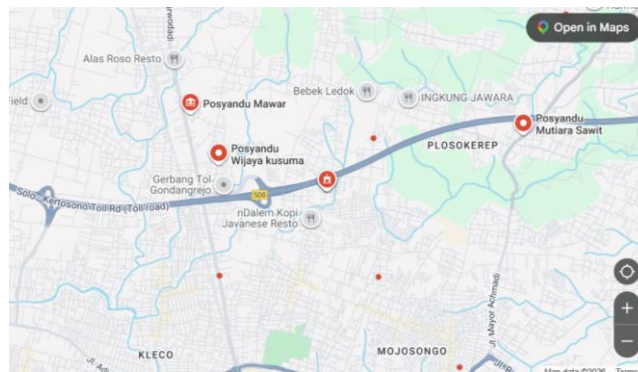 Open in Maps
Alas Roso Resto
Field
Posyandu Mawar
Bebek Ledok
INGKUNG JAWARA
Posyandu
Mutiara Sawit
PLOSOKEREP
Posyandu
Wijaya kusuma
Gerbang Tol
Gondangrejo
506
Solo - Kertosono Toll Rd (Toll road)
nDalem Kopi
Javanese Resto
Jl. Mayor Achmadi
KLECO
MOJOSONGO
Map data ©2026